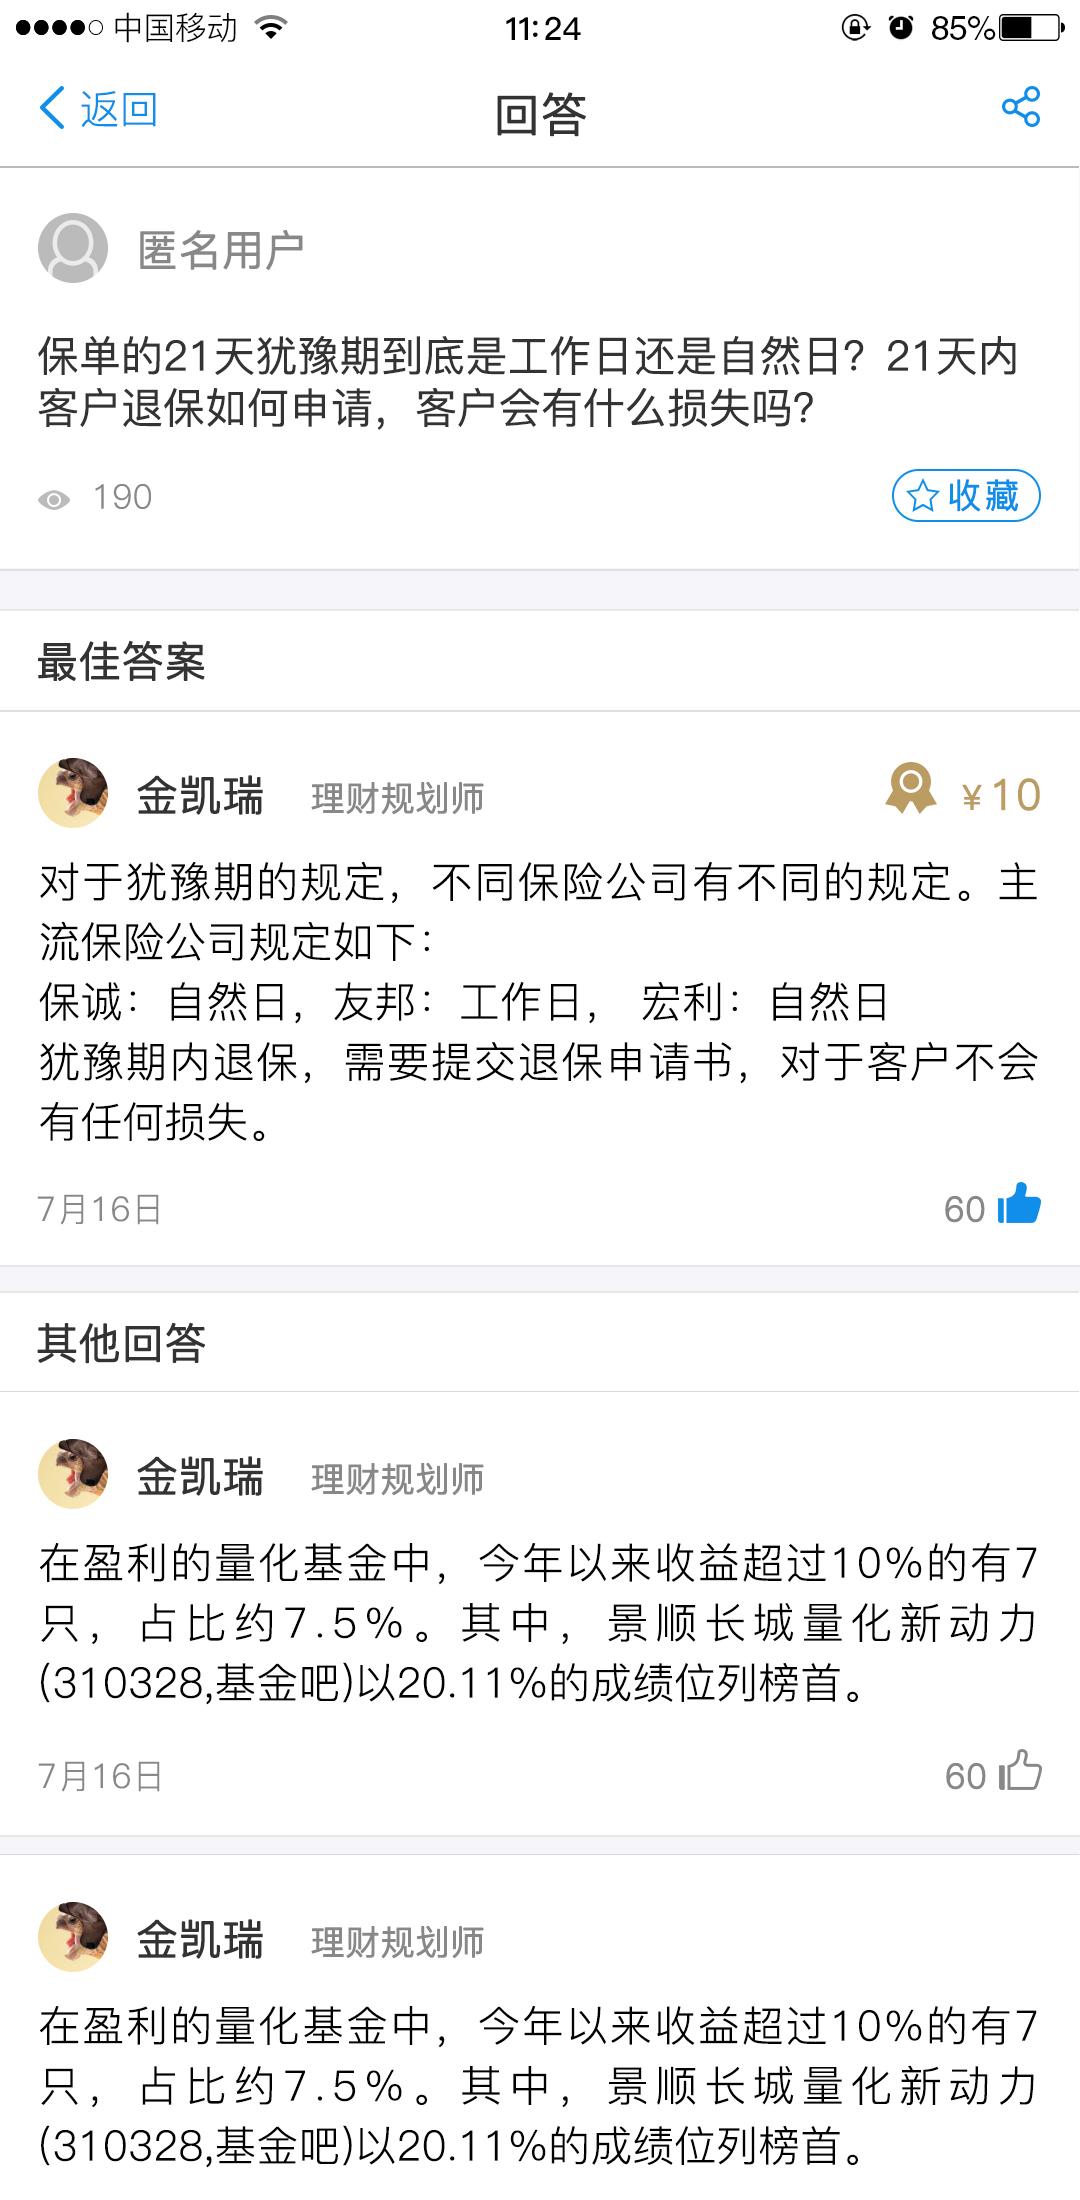 中国移动
11:24
85%
返回
回答
匿名用户
保单的21天犹豫期到底是工作日还是自然日？21天内
客户退保如何申请，客户会有什么损失吗？
190
收藏
最佳答案
金凯瑞 理财规划师 ¥10
对于犹豫期的规定，不同保险公司有不同的规定。主
流保险公司规定如下：
保诚：自然日，友邦：工作日， 宏利：自然日
犹豫期内退保，需要提交退保申请书，对于客户不会
有任何损失。
7月16日 60
其他回答
金凯瑞 理财规划师
在盈利的量化基金中，今年以来收益超过10%的有7
只，占比约7.5%。其中，景顺长城量化新动力
(310328,基金吧)以20.11%的成绩位列榜首。
7月16日 60
金凯瑞 理财规划师
在盈利的量化基金中，今年以来收益超过10%的有7
只，占比约7.5%。其中，景顺长城量化新动力
(310328,基金吧)以20.11%的成绩位列榜首。